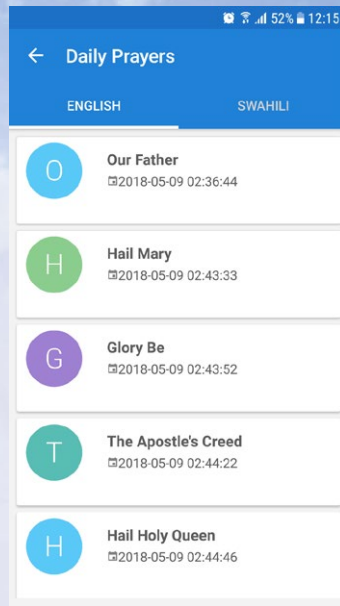 52% 12:15
Daily Prayers
ENGLISH SWAHILI
O
Our Father
2018-05-09 02:36:44
H
Hail Mary
2018-05-09 02:43:33
G
Glory Be
2018-05-09 02:43:52
T
The Apostle's Creed
2018-05-09 02:44:22
H
Hail Holy Queen
2018-05-09 02:44:46